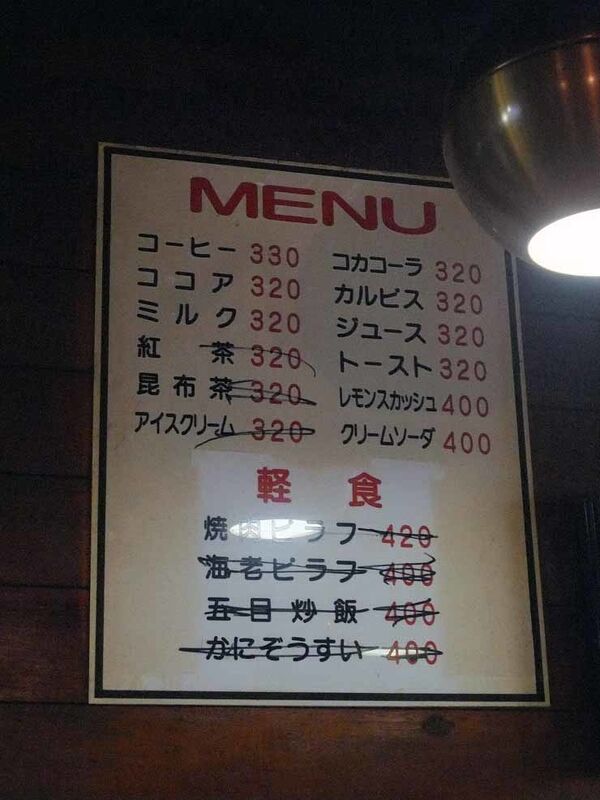 MENU
コーヒー 330
ココア 320
ミルク 320
紅茶 320
昆布茶 320
アイスクリーム 320
コカコーラ 320
カルピス 320
ジュース 320
トースト 320
レモンスカッシュ 400
クリームソーダ 400
軽食
焼肉ピラフ 420
海老ピラフ 400
五目炒飯 400
かにぞうすい 400